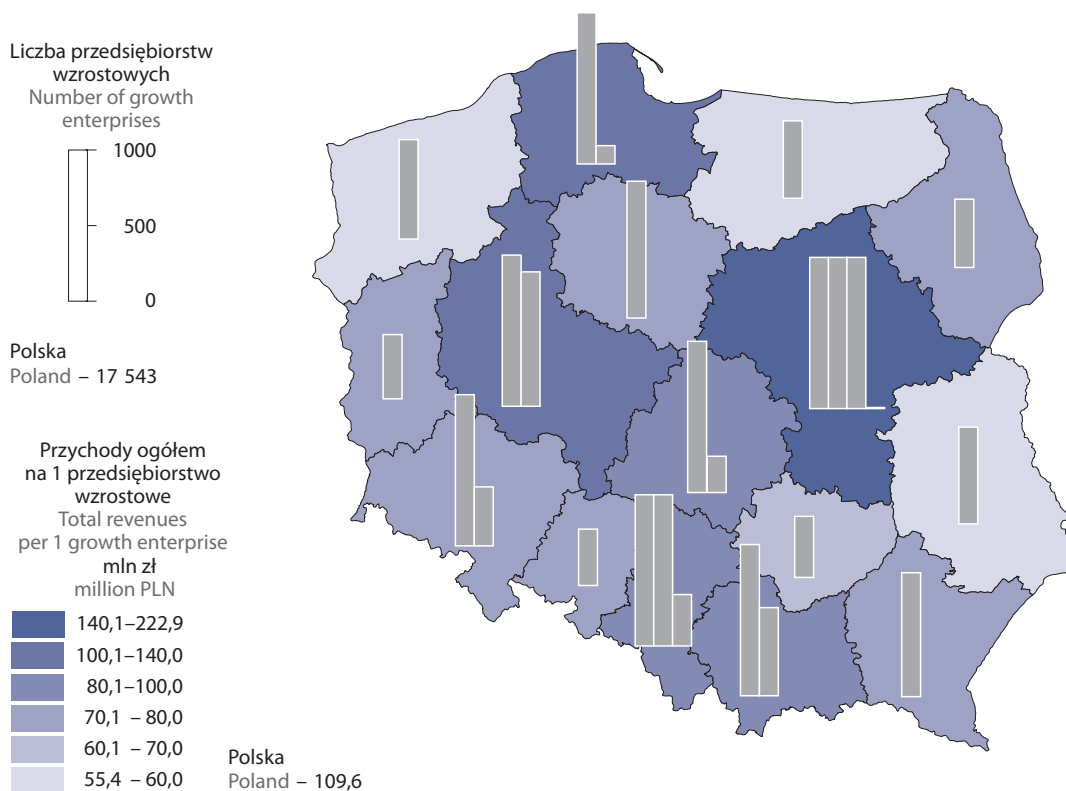 Liczba przedsiębiorstw
wzrostowych
Number of growth
enterprises
1000
500
0
Polska
Poland – 17 543
Przychody ogółem
na 1 przedsiębiorstwo
wzrostowe
Total revenues
per 1 growth enterprise
mln zł
million PLN
140,1–222,9
100,1–140,0
80,1–100,0
70,1 – 80,0
60,1 – 70,0
55,4 – 60,0
Polska
Poland – 109,6